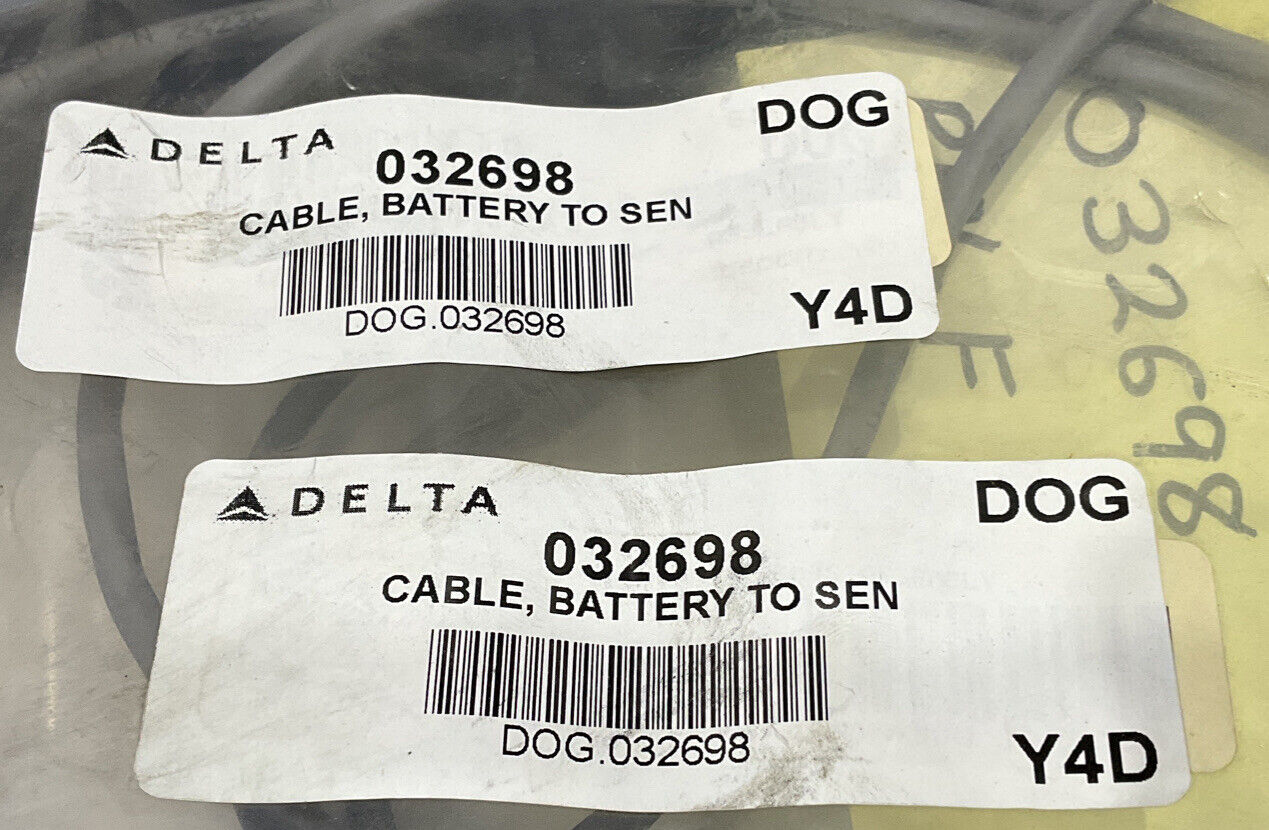 DELTA
DOG
032698
CABLE, BATTERY TO SEN
DOG.032698
Y4D
032698
DELTA
DOG
032698
CABLE, BATTERY TO SEN
DOG.032698
Y4D